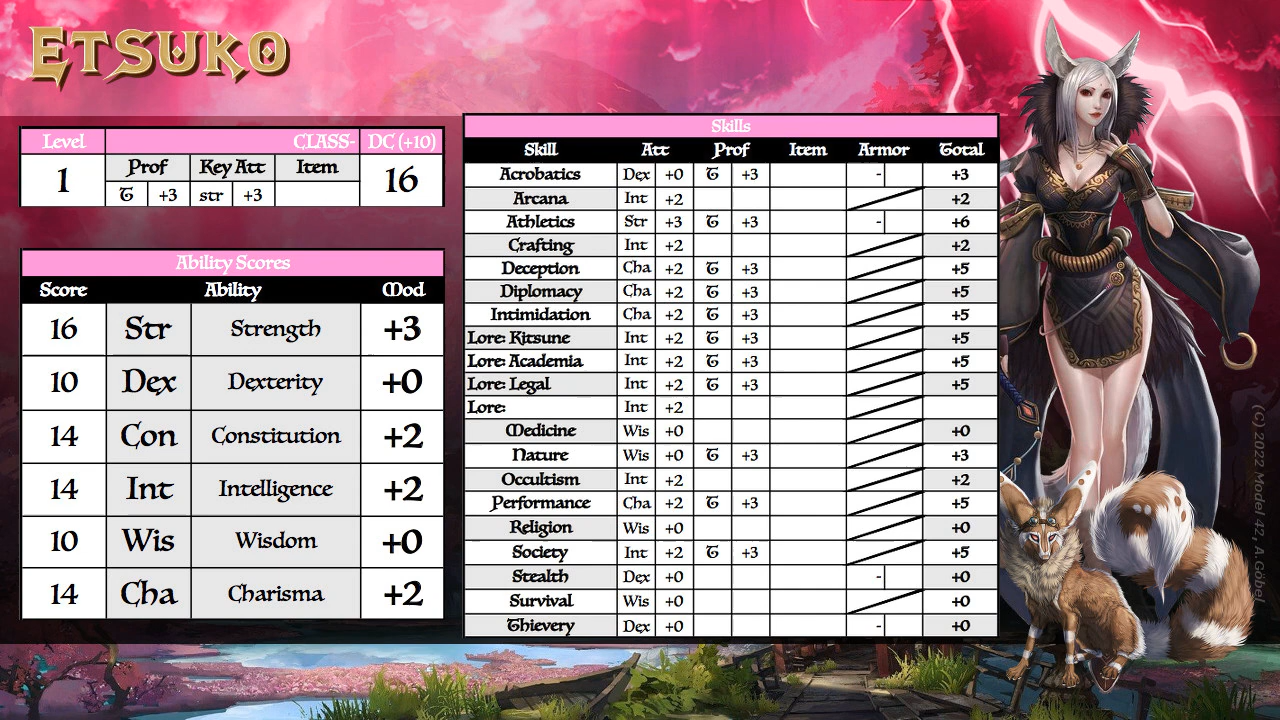 ETSUKO
Level CLASS- DC (+10)
1 Prof Key Att Item 16
T +3 str +3
Ability Scores
Score Ability Mod
16 Str Strength +3
10 Dex Dexterity +0
14 Con Constitution +2
14 Int Intelligence +2
10 Wis Wisdom +0
14 Cha Charisma +2
Skills
Skill Att Prof Item Armor Total
Acrobatics Dex +0 T +3 - +3
Arcana Int +2 +2
Athletics Str +3 T +3 - +6
Crafting Int +2 +2
Deception Cha +2 T +3 +5
Diplomacy Cha +2 T +3 +5
Intimidation Cha +2 T +3 +5
Lore: Kitsune Int +2 T +3 +5
Lore: Academia Int +2 T +3 +5
Lore: Legal Int +2 T +3 +5
Lore: Int +2
Medicine Wis +0 +0
Nature Wis +0 T +3 +3
Occultism Int +2 +2
Performance Cha +2 T +3 +5
Religion Wis +0 +0
Society Int +2 T +3 +5
Stealth Dex +0 - +0
Survival Wis +0 +0
Thievery Dex +0 - +0
(C) 2022 Model 42, A.Göbel